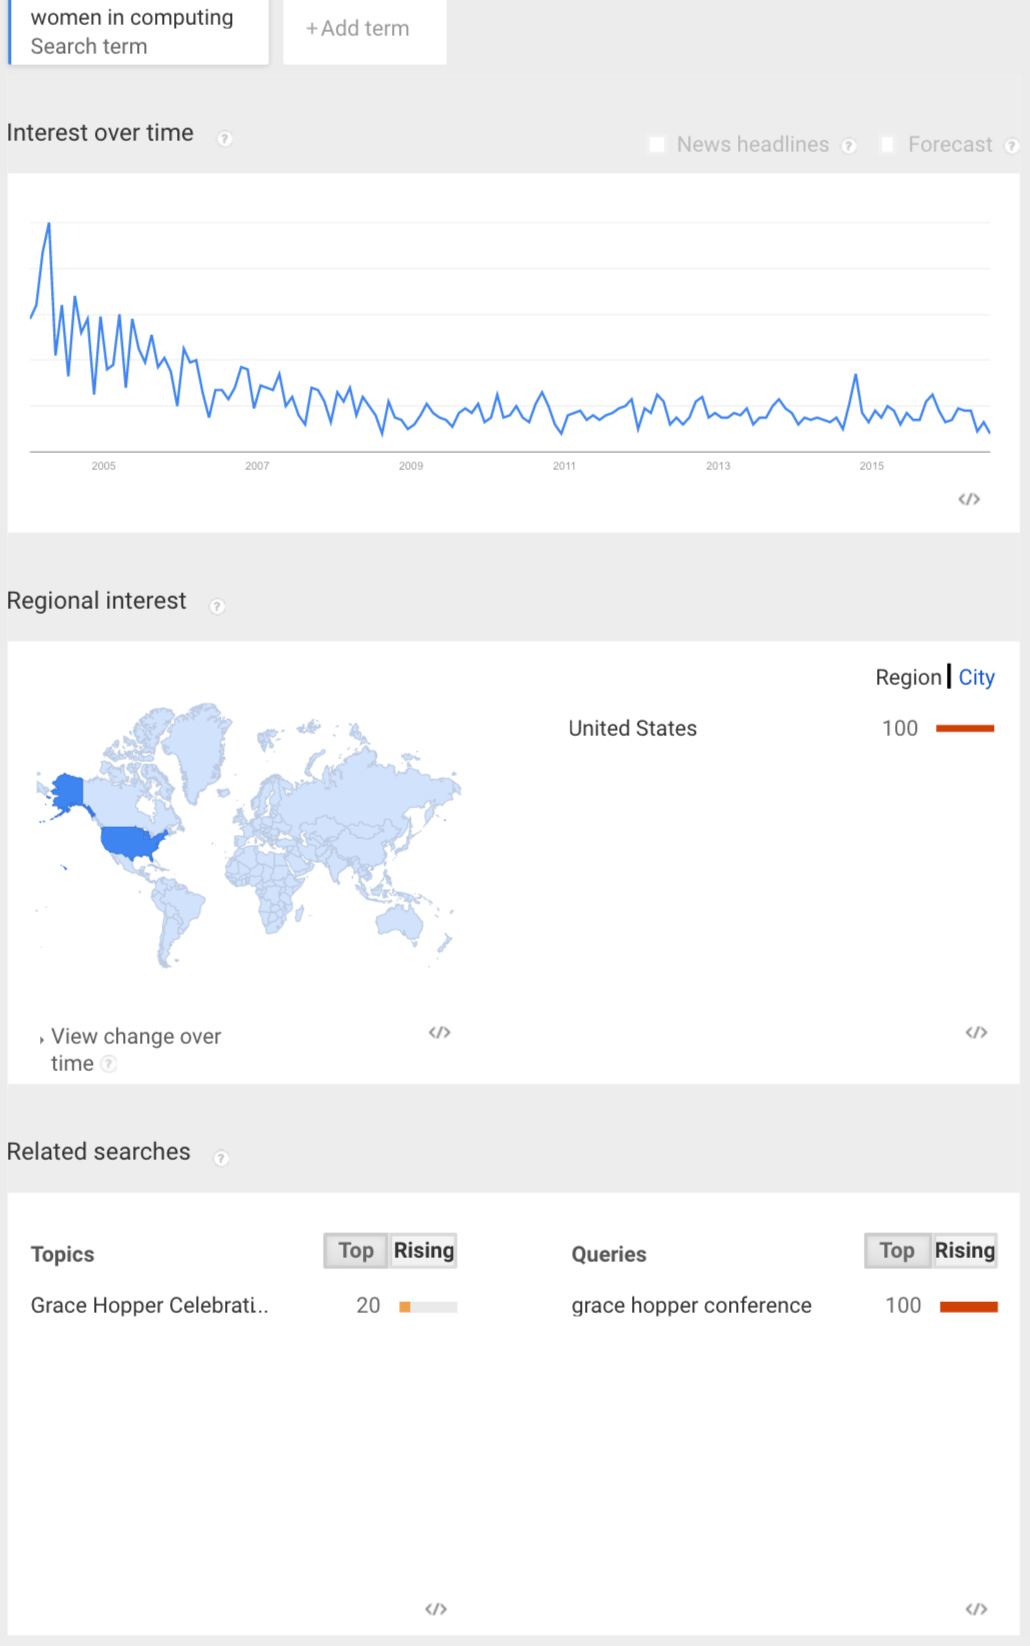 women in computing
Search term
+Add term
Interest over time ?
News headlines ? Forecast ?
2005 2007 2009 2011 2013 2015
</>
Regional interest ?
Region | City
United States 100
View change over
time ?
</> </>
Related searches ?
Topics Top Rising
Grace Hopper Celebrati.. 20
</>
Queries Top Rising
grace hopper conference 100
</>